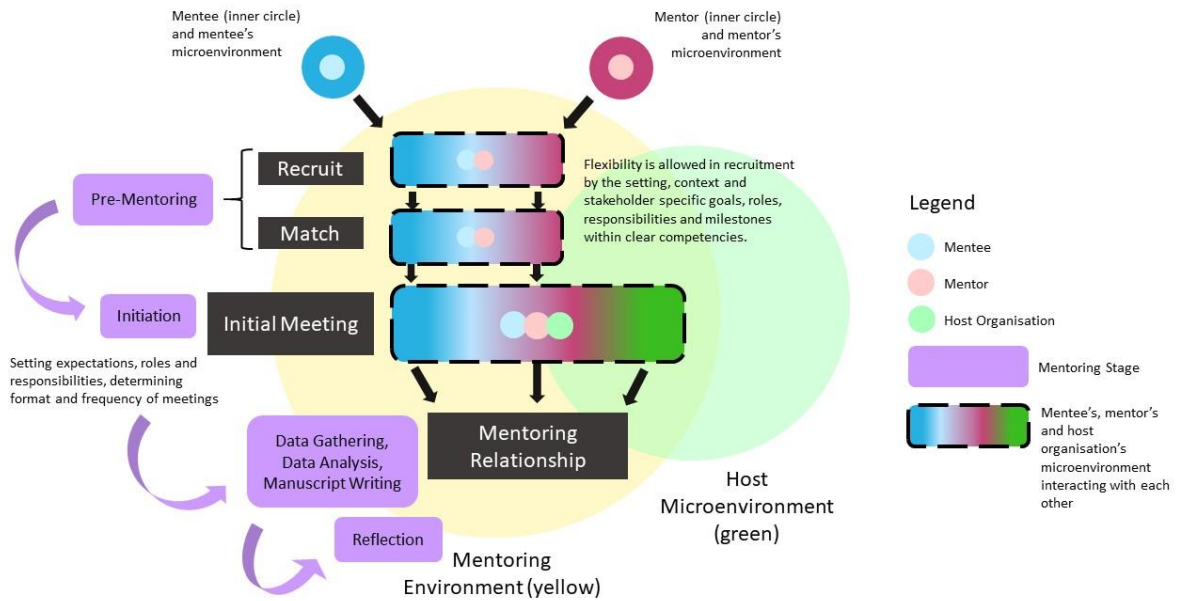 Mentee (inner circle)
and mentee's
microenvironment
Mentor (inner circle)
and mentor's
microenvironment
Recruit
Pre-Mentoring
Match
Flexibility is allowed in recruitment
by the setting, context and
stakeholder specific goals, roles,
responsibilities and milestones
within clear competencies.
Initiation
Initial Meeting
Setting expectations, roles and
responsibilities, determining
format and frequency of meetings
Data Gathering,
Data Analysis,
Manuscript Writing
Mentoring
Relationship
Reflection
Mentoring
Environment (yellow)
Host
Microenvironment
(green)
Legend
Mentee
Mentor
Host Organisation
Mentoring Stage
Mentee's, mentor's
and host
organisation's
microenvironment
interacting with each
other